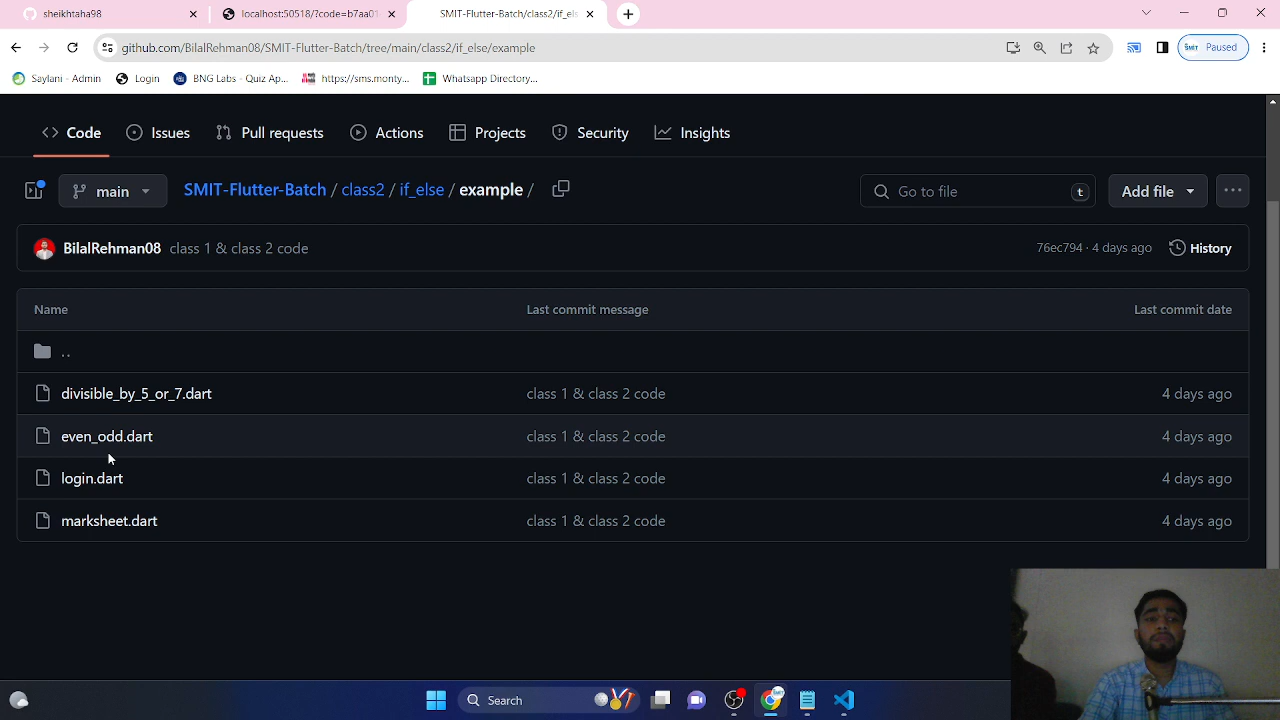 sheikhtaha98
localhost:50518/?code=b7aa01
SMIT-Flutter-Batch/class2/if_els
github.com/BilalRehman08/SMIT-Flutter-Batch/tree/main/class2/if_else/example
SMIT Paused
Saylani - Admin
Login
BNG Labs - Quiz Ap...
https://sms.monty...
Whatsapp Directory...
Code
Issues
Pull requests
Actions
Projects
Security
Insights
main
SMIT-Flutter-Batch / class2 / if_else / example /
Go to file
t
Add file
BilalRehman08 class 1 & class 2 code
76ec794 · 4 days ago
History
Name
Last commit message
Last commit date
..
divisible_by_5_or_7.dart
class 1 & class 2 code
4 days ago
even_odd.dart
class 1 & class 2 code
4 days ago
login.dart
class 1 & class 2 code
4 days ago
marksheet.dart
class 1 & class 2 code
4 days ago
Search